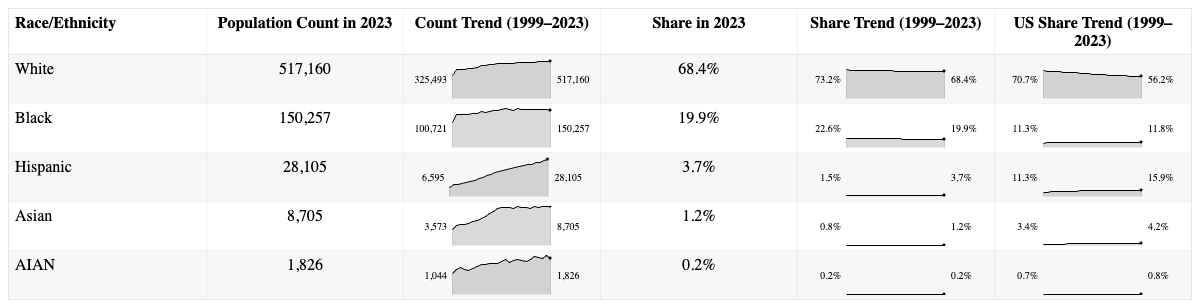 Race/Ethnicity Population Count in 2023 Count Trend (1999–2023) Share in 2023 Share Trend (1999–2023) US Share Trend (1999–
2023)
White 517,160 325,493 517,160 68.4% 73.2% 68.4% 70.7% 56.2%
Black 150,257 100,721 150,257 19.9% 22.6% 19.9% 11.3% 11.8%
Hispanic 28,105 6,595 28,105 3.7% 1.5% 3.7% 11.3% 15.9%
Asian 8,705 3,573 8,705 1.2% 0.8% 1.2% 3.4% 4.2%
AIAN 1,826 1,044 1,826 0.2% 0.2% 0.2% 0.7% 0.8%